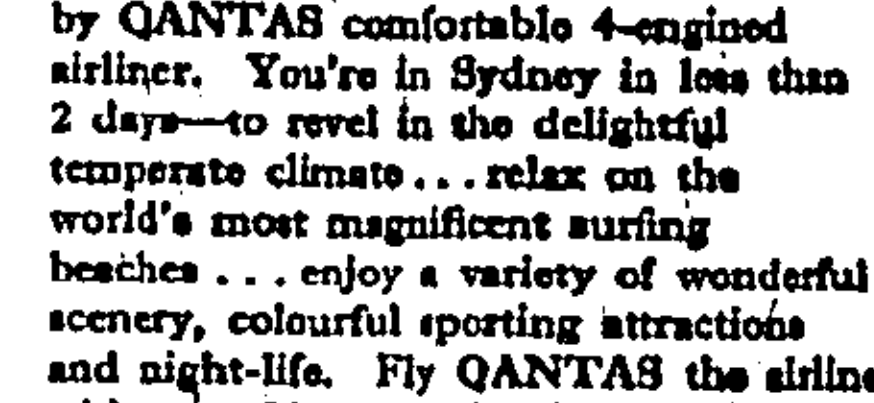 by QANTAS comfortable 4-engined
airliner. You're in Sydney in less than
2 days—to revel in the delightful
temperate climate...relax on the
world's most magnificent surfing
beaches...enjoy a variety of wonderful
scenery, colourful sporting attractions
and night-life. Fly QANTAS the airline